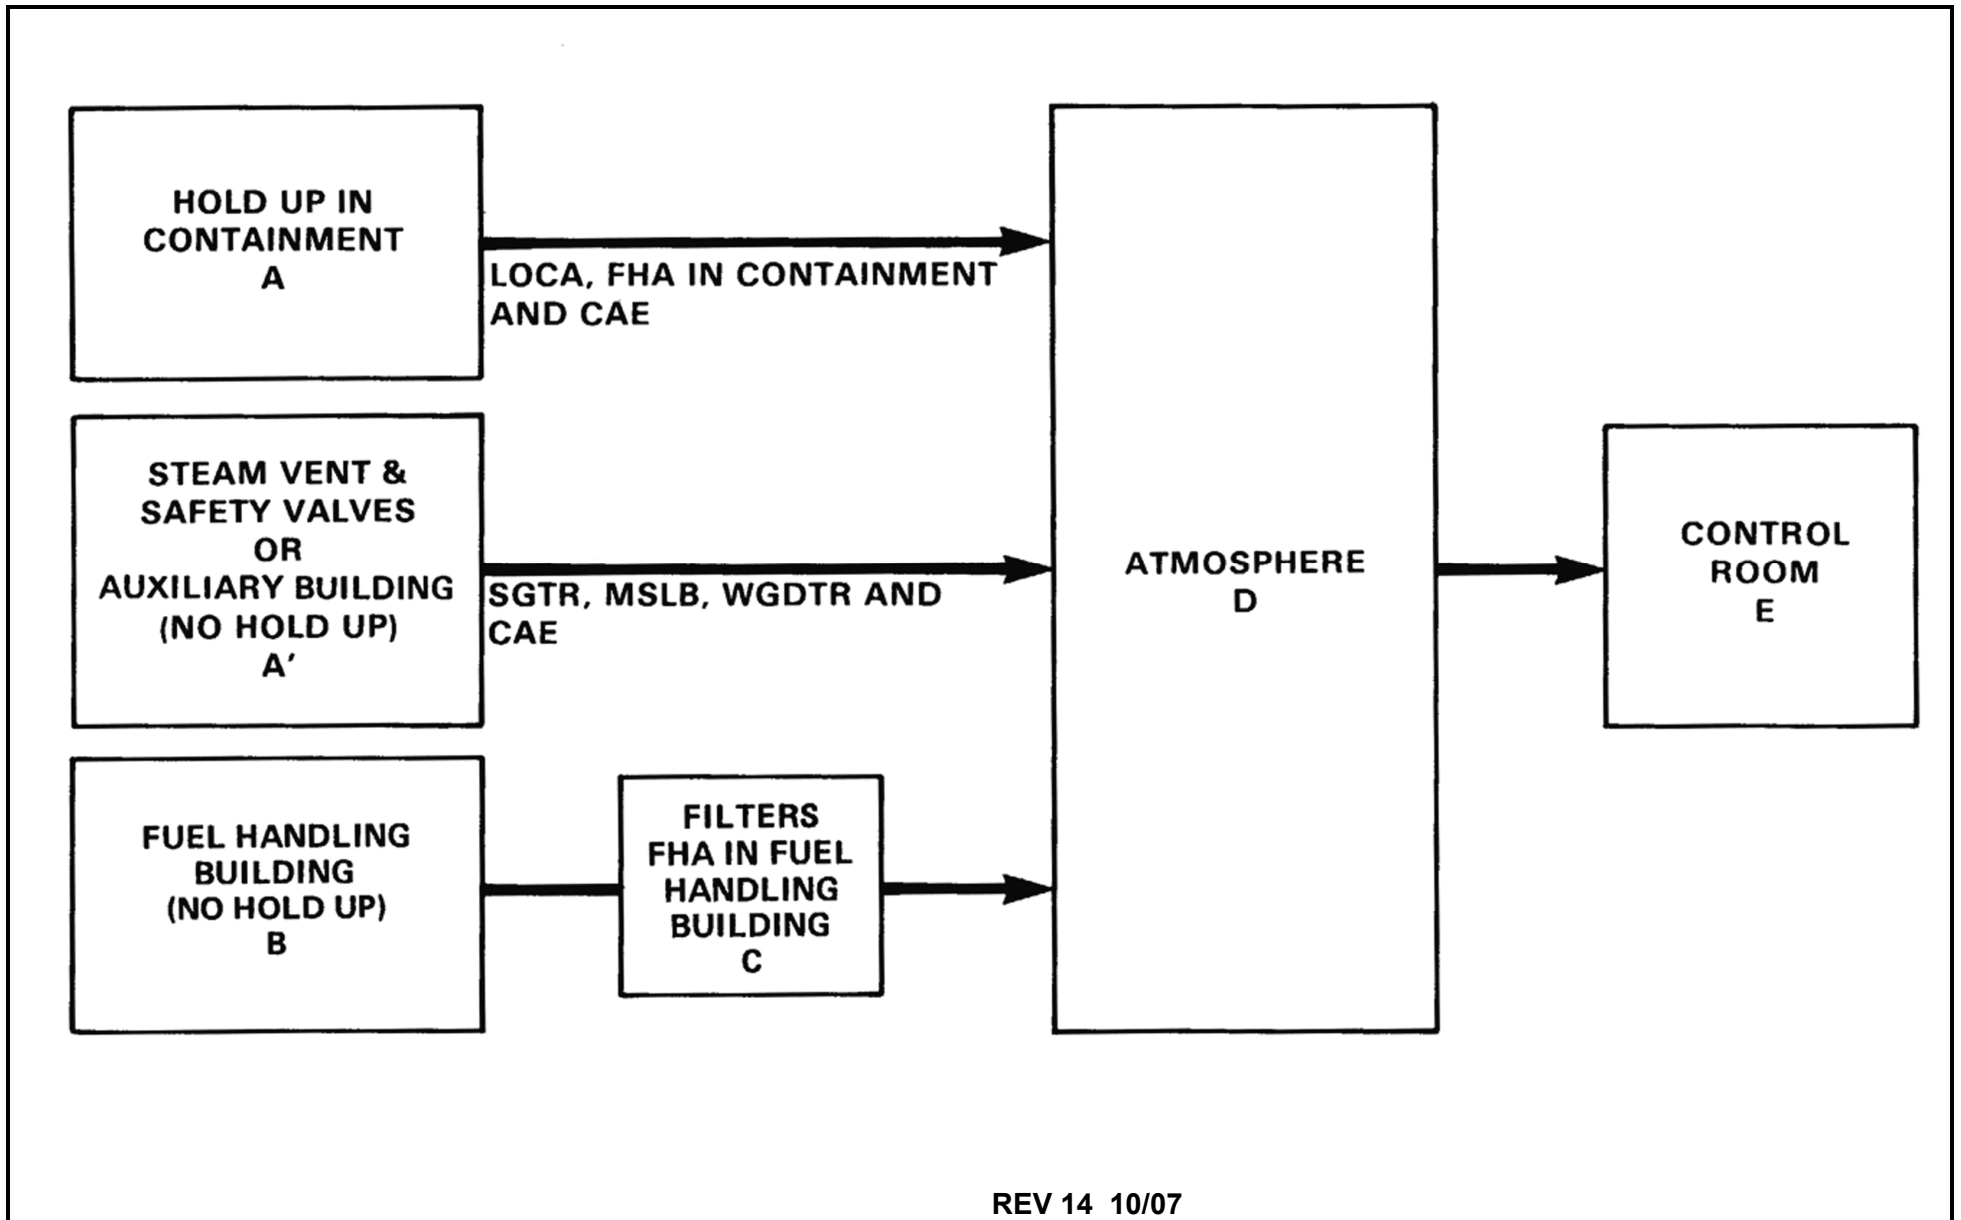 HOLD UP IN
CONTAINMENT
A
LOCA, FHA IN CONTAINMENT
AND CAE
STEAM VENT &
SAFETY VALVES
OR
AUXILIARY BUILDING
(NO HOLD UP)
A'
SGTR, MSLB, WGDTR AND
CAE
FUEL HANDLING
BUILDING
(NO HOLD UP)
B
FILTERS
FHA IN FUEL
HANDLING
BUILDING
C
ATMOSPHERE
D
CONTROL
ROOM
E
REV 14 10/07